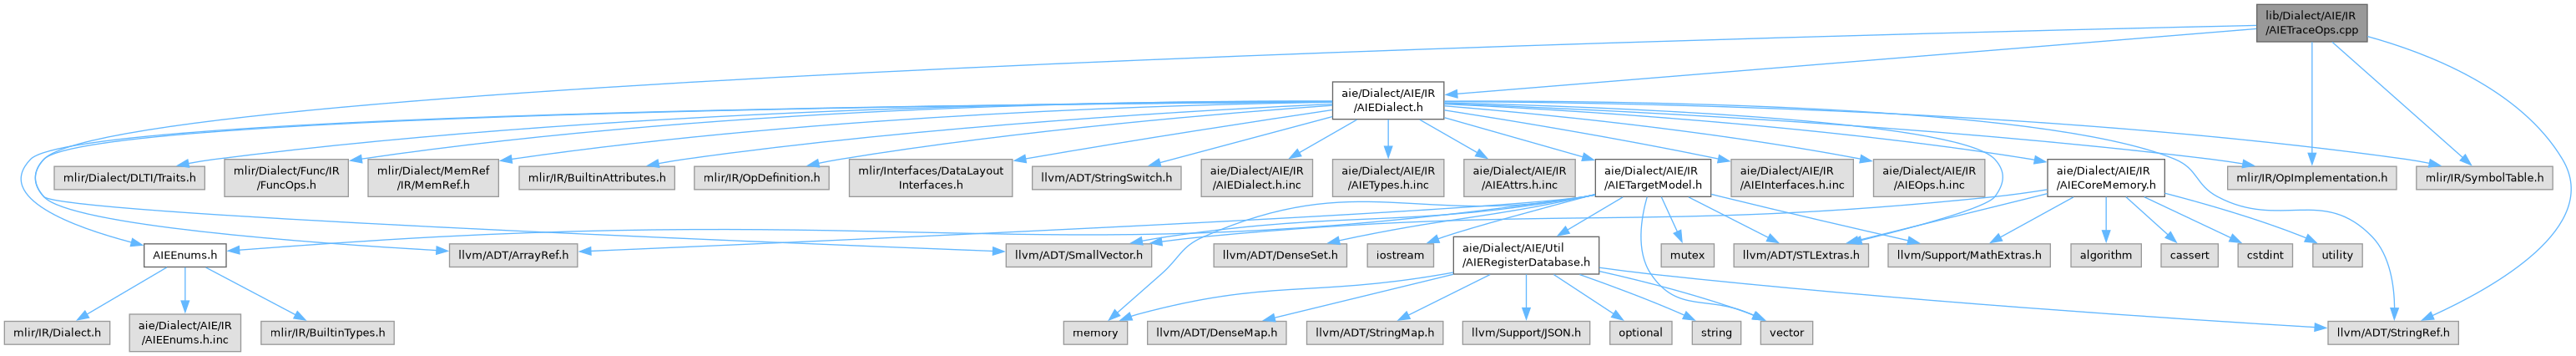 lib/Dialect/AIE/IR
/AIETraceOps.cpp
aie/Dialect/AIE/IR
/AIEDialect.h
mlir/Dialect/DLTI/Traits.h
mlir/Dialect/Func/IR
/FuncOps.h
mlir/Dialect/MemRef
/IR/MemRef.h
mlir/IR/BuiltinAttributes.h
mlir/IR/OpDefinition.h
mlir/Interfaces/DataLayout
Interfaces.h
llvm/ADT/StringSwitch.h
aie/Dialect/AIE/IR
/AIEDialect.h.inc
aie/Dialect/AIE/IR
/AIETypes.h.inc
aie/Dialect/AIE/IR
/AIEAttrs.h.inc
aie/Dialect/AIE/IR
/AIETargetModel.h
aie/Dialect/AIE/IR
/AIEInterfaces.h.inc
aie/Dialect/AIE/IR
/AIEOps.h.inc
aie/Dialect/AIE/IR
/AIECoreMemory.h
mlir/IR/OpImplementation.h
mlir/IR/SymbolTable.h
AIEEnums.h
llvm/ADT/ArrayRef.h
llvm/ADT/SmallVector.h
llvm/ADT/DenseSet.h
iostream
aie/Dialect/AIE/Util
/AIERegisterDatabase.h
mutex
llvm/ADT/STLExtras.h
llvm/Support/MathExtras.h
algorithm
cassert
cstdint
utility
mlir/IR/Dialect.h
aie/Dialect/AIE/IR
/AIEEnums.h.inc
mlir/IR/BuiltinTypes.h
memory
llvm/ADT/DenseMap.h
llvm/ADT/StringMap.h
llvm/Support/JSON.h
optional
string
vector
llvm/ADT/StringRef.h